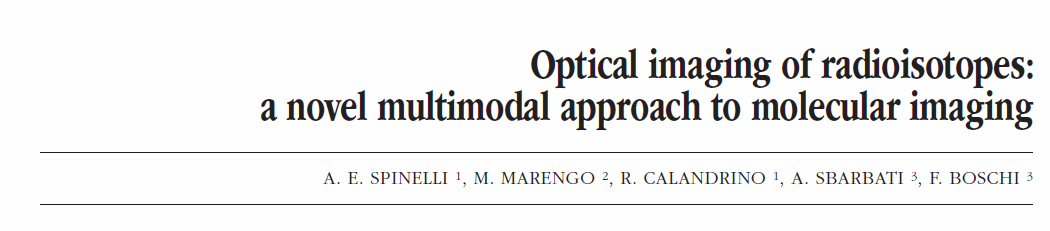 Optical imaging of radioisotopes:
a novel multimodal approach to molecular imaging
A. E. SPINELLI 1, M. MARENGO 2, R. CALANDRINO 1, A. SBARBATI 3, F. BOSCHI 3